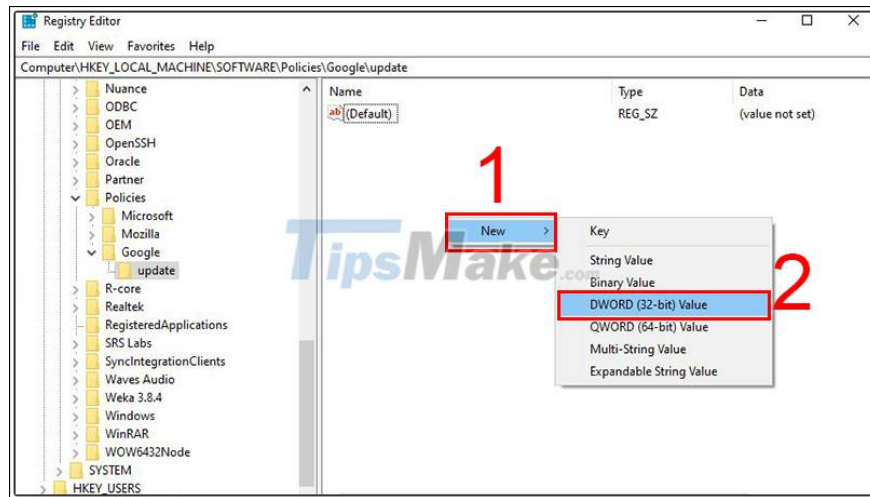 Registry Editor
File Edit View Favorites Help
Computer\HKEY_LOCAL_MACHINE\SOFTWARE\Policies\Google\update
Nuance
ODBC
OEM
OpenSSH
Oracle
Partner
Policies
Microsoft
Mozilla
Google
update
R-core
Realtek
RegisteredApplications
SRS Labs
SyncIntegrationClients
Waves Audio
Weka 3.8.4
Windows
WinRAR
WOW6432Node
SYSTEM
HKEY_USERS
Name Type Data
ab (Default) REG_SZ (value not set)
1
New
Key
String Value
Binary Value
DWORD (32-bit) Value
QWORD (64-bit) Value
Multi-String Value
Expandable String Value
2
TipsMake.com